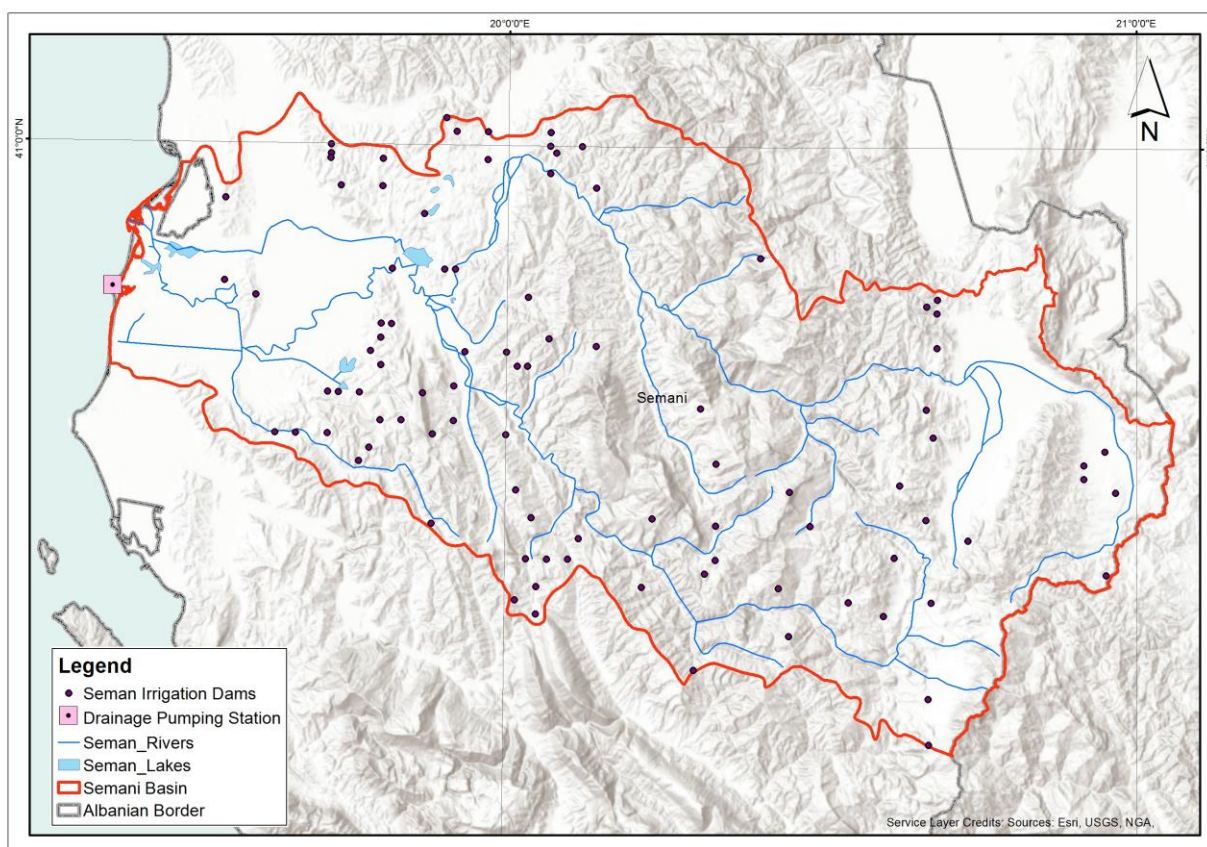 20°0'0"E
21°0'0"E
41°0'0"N
N
Semani
Legend
Seman Irrigation Dams
Drainage Pumping Station
Seman_Rivers
Seman_Lakes
Semani Basin
Albanian Border
Service Layer Credits: Sources: Esri, USGS, NGA,